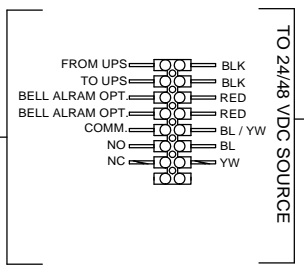 FROM UPS BLK
TO UPS BLK
BELL ALRAM OPT. RED
BELL ALRAM OPT. RED
COMM. BL / YW
NO BL
NC YW
TO 24/48 VDC SOURCE